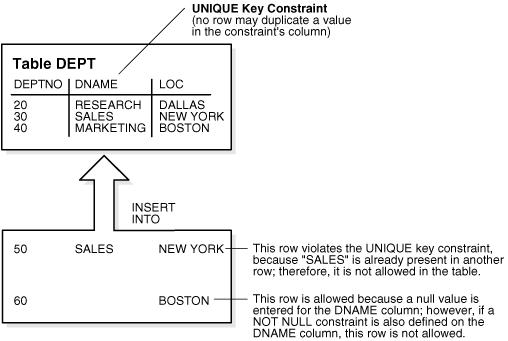 UNIQUE Key Constraint
(no row may duplicate a value
in the constraint's column)
Table DEPT
DEPTNO DNAME LOC
20 RESEARCH DALLAS
30 SALES NEW YORK
40 MARKETING BOSTON
INSERT
INTO
50 SALES NEW YORK
This row violates the UNIQUE key constraint,
because "SALES" is already present in another
row; therefore, it is not allowed in the table.
60 BOSTON
This row is allowed because a null value is
entered for the DNAME column; however, if a
NOT NULL constraint is also defined on the
DNAME column, this row is not allowed.